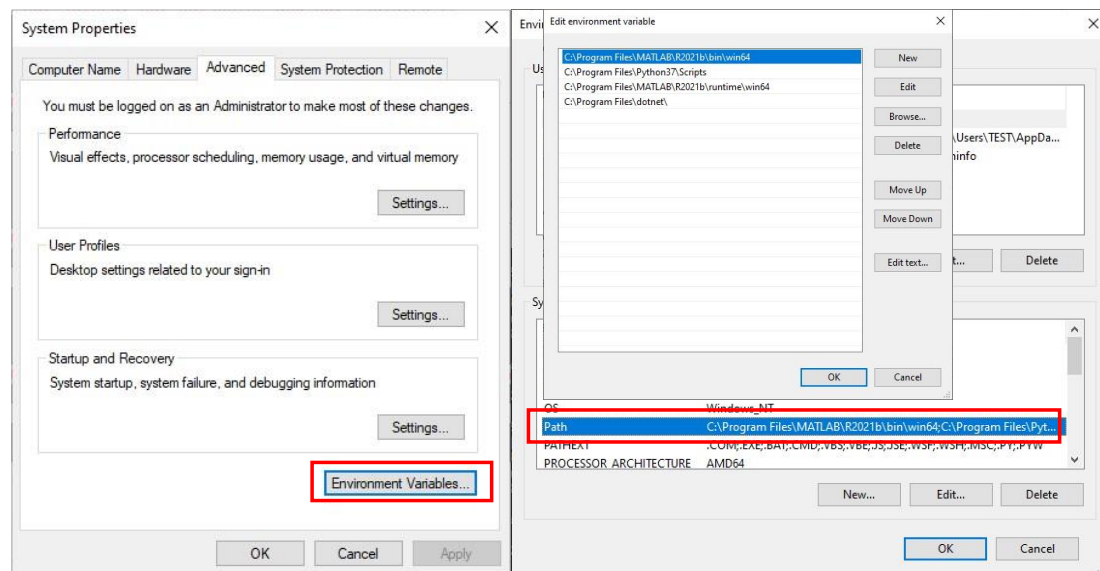 System Properties
Computer Name Hardware Advanced System Protection Remote
You must be logged on as an Administrator to make most of these changes.
Performance
Visual effects, processor scheduling, memory usage, and virtual memory
Settings...
User Profiles
Desktop settings related to your sign-in
Settings...
Startup and Recovery
System startup, system failure, and debugging information
Settings...
Environment Variables...
OK Cancel Apply
Envi
Edit environment variable
C:\Program Files\MATLAB\R2021b\bin\win64
C:\Program Files\Python37\Scripts
C:\Program Files\MATLAB\R2021b\runtime\win64
C:\Program Files\dotnet\
New
Edit
Browse...
Delete
Move Up
Move Down
Edit text...
OK Cancel
Us
\Users\TEST\AppDa...
ninfo
t... Delete
Sy
OS Windows_NT
Path C:\Program Files\MATLAB\R2021b\bin\win64;C:\Program Files\Pyt...
PATHEXT .COM;.EXE;.BAT;.CMD;.VBS;.VBE;.JS;.JSE;.WSF;.WSH;.MSC;.PY;.PYW
PROCESSOR_ARCHITECTURE AMD64
New... Edit... Delete
OK Cancel